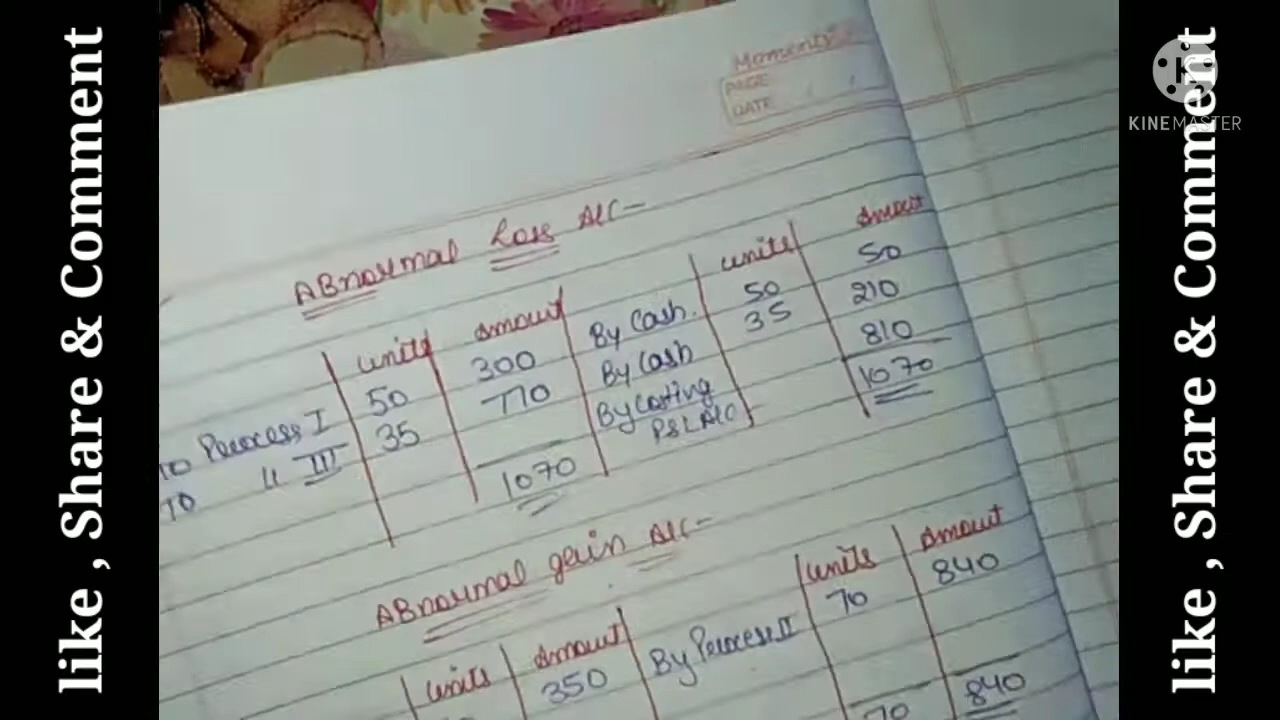 like , Share & Comment
Momento
PAGE
DATE
KINEMASTER
like , Share & Comment
ABnormal Loss A/C-
units Amount units Amount
To Process I 50 300 By Cash 50 50
To " III 35 770 By Cash 35 210
By Costing P&L A/C 810
1070 1070
ABnormal gain A/C-
units Amount units Amount
350 By Process II 70 840
70 840